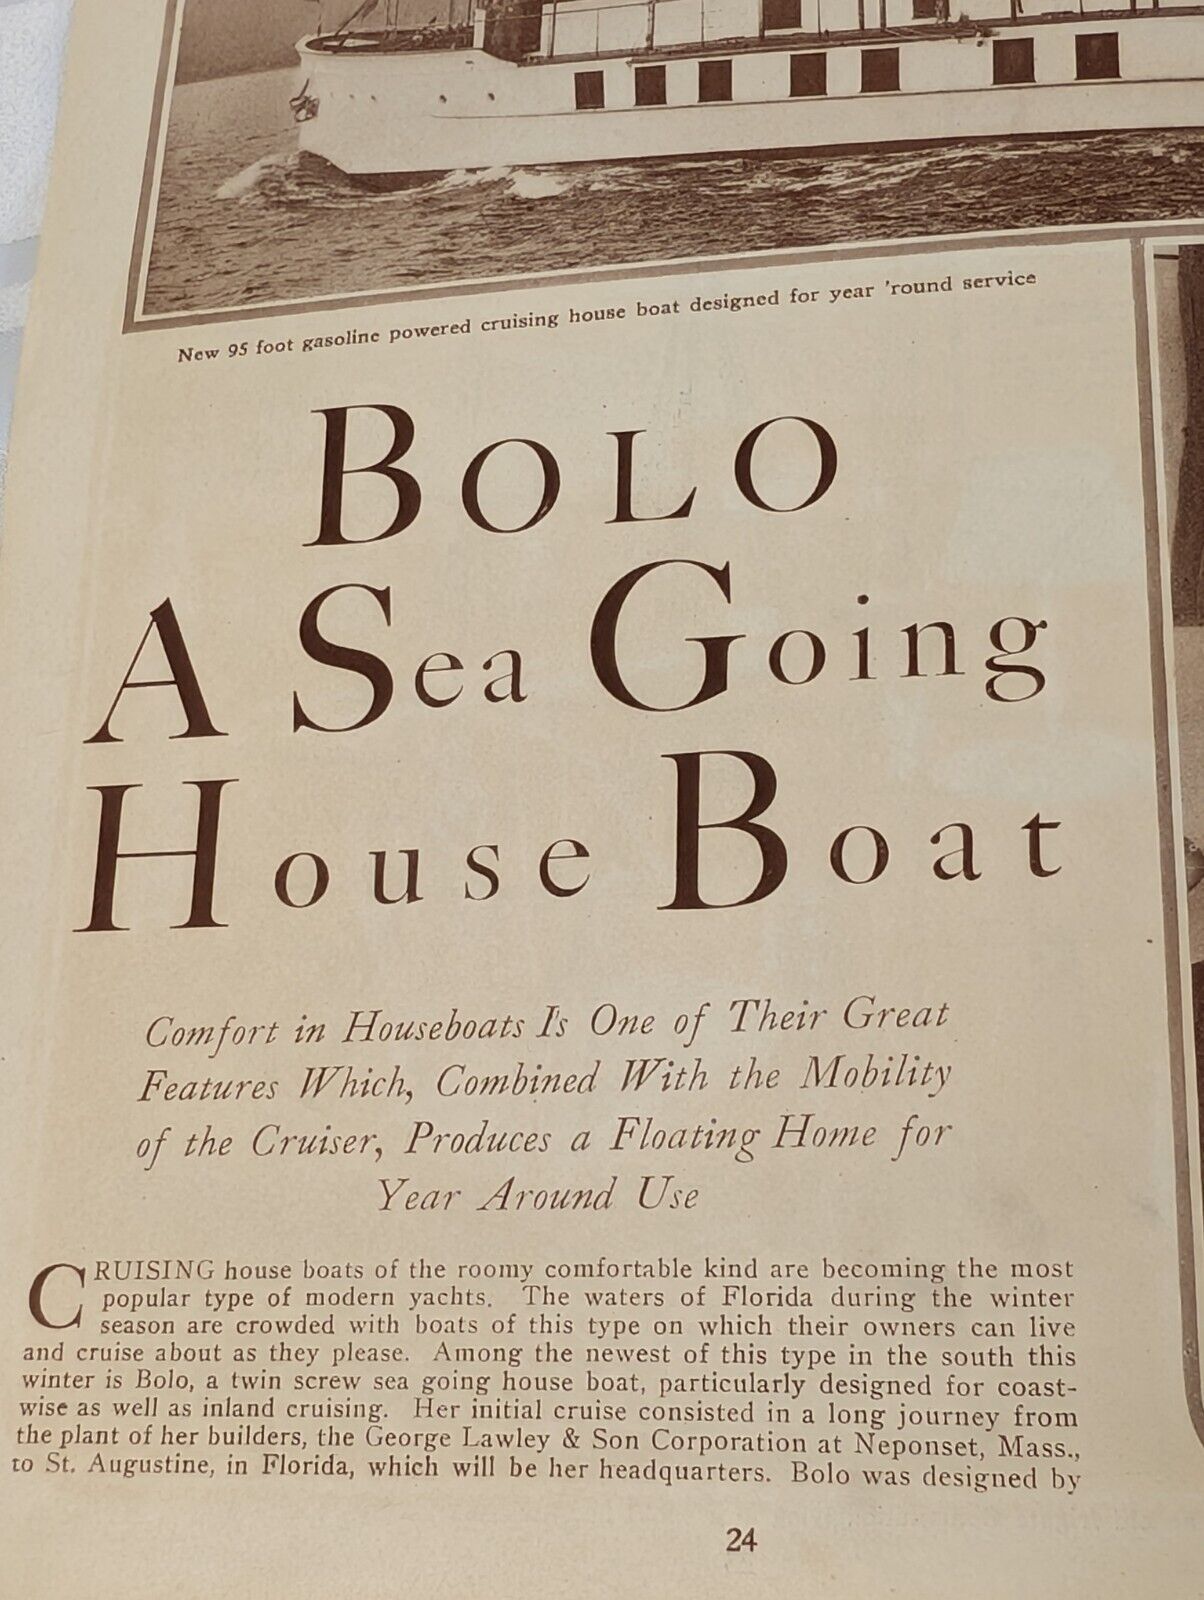 New 95 foot gasoline powered cruising house boat designed for year 'round service
BOLO
A Sea Going
House Boat
Comfort in Houseboats Is One of Their Great
Features Which, Combined With the Mobility
of the Cruiser, Produces a Floating Home for
Year Around Use
CRUISING house boats of the roomy comfortable kind are becoming the most
popular type of modern yachts. The waters of Florida during the winter
season are crowded with boats of this type on which their owners can live
and cruise about as they please. Among the newest of this type in the south this
winter is Bolo, a twin screw sea going house boat, particularly designed for coast-
wise as well as inland cruising. Her initial cruise consisted in a long journey from
the plant of her builders, the George Lawley & Son Corporation at Neponset, Mass.,
to St. Augustine, in Florida, which will be her headquarters. Bolo was designed by
24